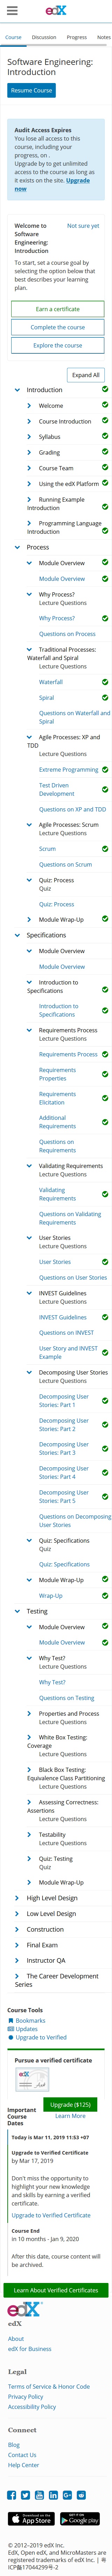 edX
Course
Discussion
Progress
Notes
Software Engineering:
Introduction
Resume Course
Audit Access Expires
You lose all access to this
course, including your
progress, on .
Upgrade by to get unlimited
access to the course as long as
it exists on the site. Upgrade
now
Welcome to
Software
Engineering:
Introduction
Not sure yet
To start, set a course goal by
selecting the option below that
best describes your learning
plan.
Earn a certificate
Complete the course
Explore the course
Expand All
Introduction
Welcome
Course Introduction
Syllabus
Grading
Course Team
Using the edX Platform
Running Example
Introduction
Programming Language
Introduction
Process
Module Overview
Module Overview
Why Process?
Lecture Questions
Why Process?
Questions on Process
Traditional Processes:
Waterfall and Spiral
Lecture Questions
Waterfall
Spiral
Questions on Waterfall and
Spiral
Agile Processes: XP and
TDD
Lecture Questions
Extreme Programming
Test Driven
Development
Questions on XP and TDD
Agile Processes: Scrum
Lecture Questions
Scrum
Questions on Scrum
Quiz: Process
Quiz
Quiz: Process
Module Wrap-Up
Specifications
Module Overview
Module Overview
Introduction to
Specifications
Introduction to
Specifications
Requirements Process
Lecture Questions
Requirements Process
Requirements
Properties
Requirements
Elicitation
Additional
Requirements
Questions on
Requirements
Validating Requirements
Lecture Questions
Validating
Requirements
Questions on Validating
Requirements
User Stories
Lecture Questions
User Stories
Questions on User Stories
INVEST Guidelines
Lecture Questions
INVEST Guidelines
Questions on INVEST
User Story and INVEST
Example
Decomposing User Stories
Lecture Questions
Decomposing User
Stories: Part 1
Decomposing User
Stories: Part 2
Decomposing User
Stories: Part 3
Decomposing User
Stories: Part 4
Decomposing User
Stories: Part 5
Questions on Decomposing
User Stories
Quiz: Specifications
Quiz
Quiz: Specifications
Module Wrap-Up
Wrap-Up
Testing
Module Overview
Module Overview
Why Test?
Lecture Questions
Why Test?
Questions on Testing
Properties and Process
Lecture Questions
White Box Testing:
Coverage
Lecture Questions
Black Box Testing:
Equivalence Class Partitioning
Lecture Questions
Assessing Correctness:
Assertions
Lecture Questions
Testability
Lecture Questions
Quiz: Testing
Quiz
Module Wrap-Up
High Level Design
Low Level Design
Construction
Final Exam
Instructor QA
The Career Development
Series
Course Tools
Bookmarks
Updates
Upgrade to Verified
Pursue a verified certificate
Upgrade ($125)
Learn More
Important
Course
Dates
Today is Mar 11, 2019 11:53 +07
Upgrade to Verified Certificate
by Mar 17, 2019
Don't miss the opportunity to
highlight your new knowledge
and skills by earning a verified
certificate.
Upgrade to Verified Certificate
Course End
in 10 months - Jan 9, 2020
After this date, course content
will be archived.
Learn About Verified Certificates
edX
edX
About
edX for Business
Legal
Terms of Service & Honor Code
Privacy Policy
Accessibility Policy
Connect
Blog
Contact Us
Help Center
Download on the
App Store
GET IT ON
Google Play
© 2012–2019 edX Inc.
EdX, Open edX, and MicroMasters are
registered trademarks of edX Inc. | 粤
ICP备17044299号-2